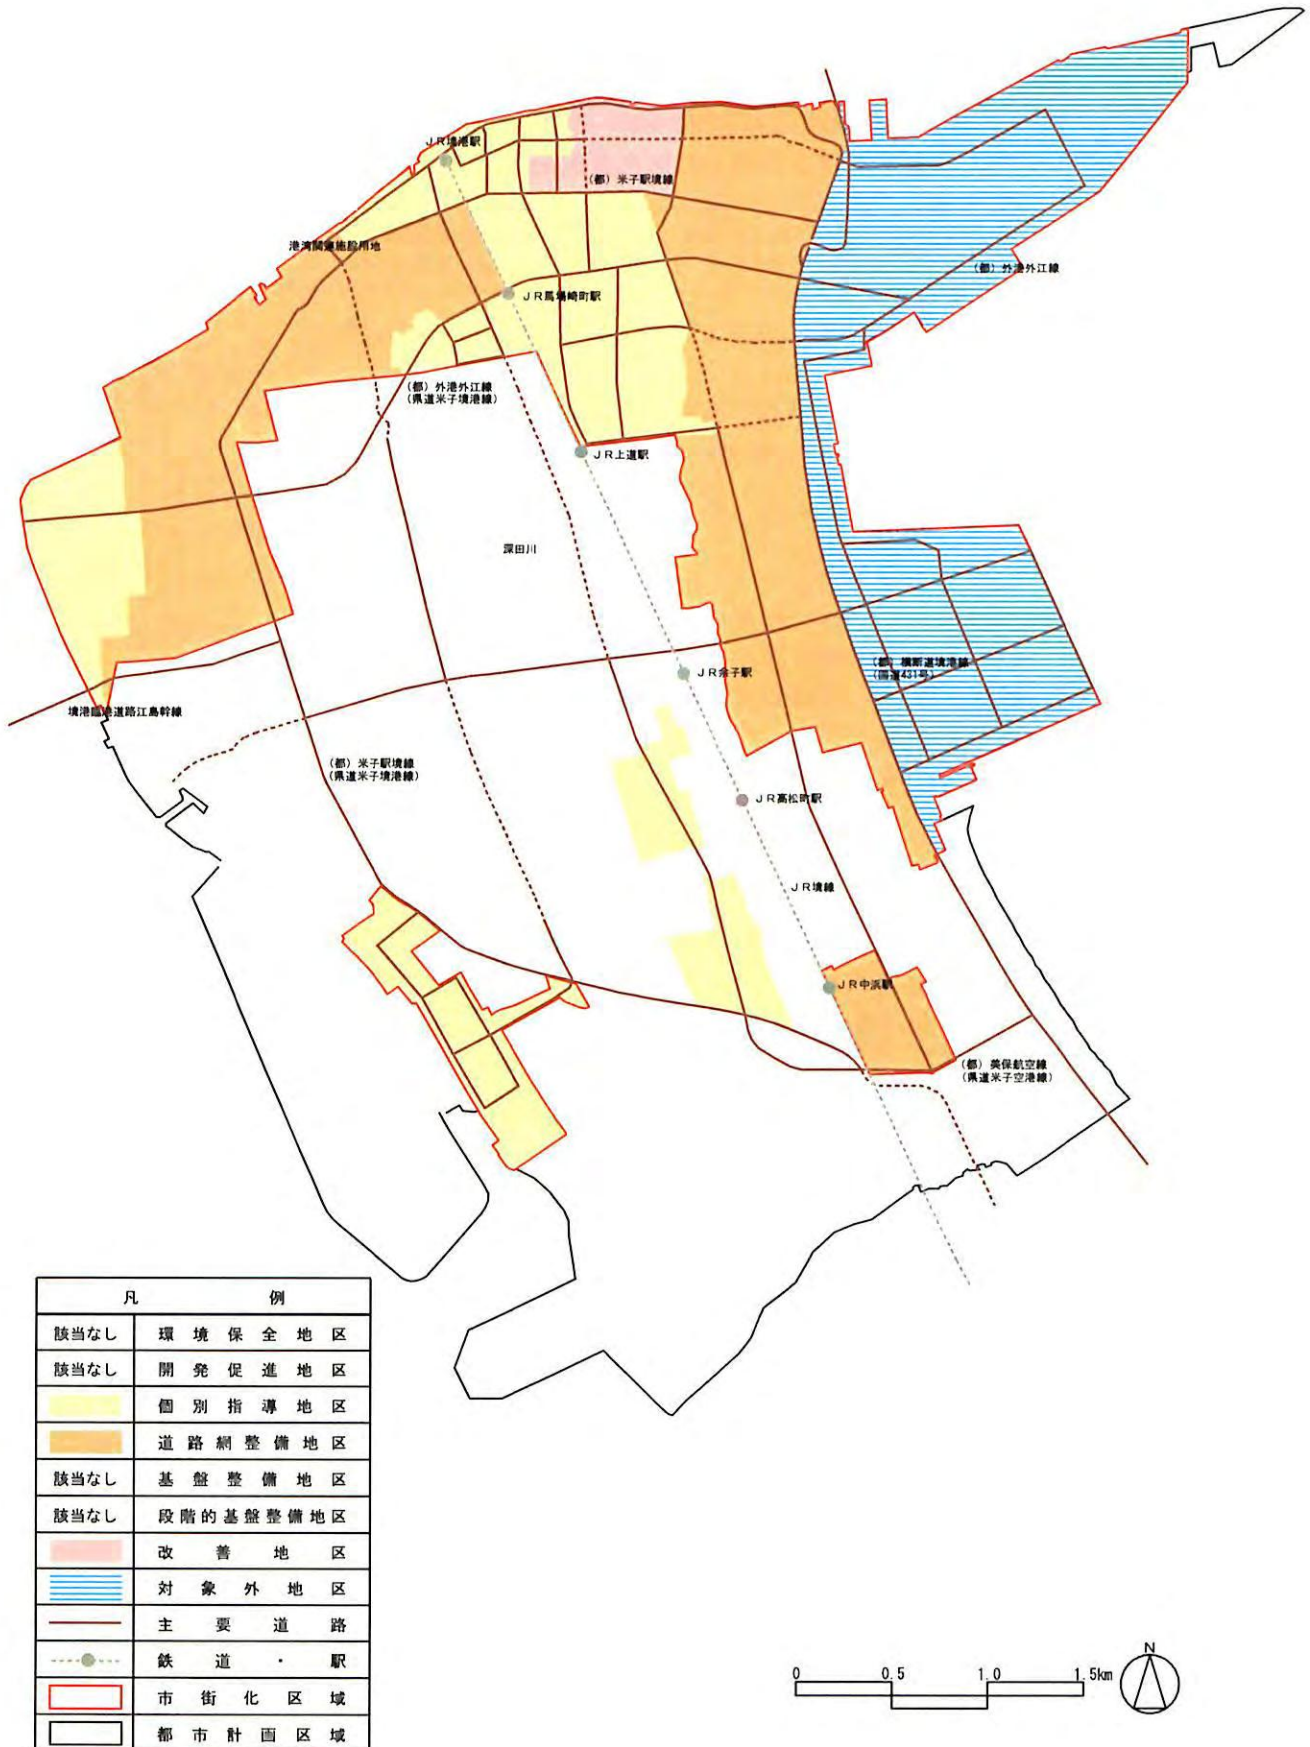 ＪＲ境港駅
(都) 米子駅境線
港湾関連施設用地
(都) 外港外江線
ＪＲ馬場崎町駅
(都) 外港外江線
(県道米子境港線)
ＪＲ上道駅
深田川
(都) 横断道境港線
(国道431号)
ＪＲ余子駅
境港臨港道路江島幹線
(都) 米子駅境線
(県道米子境港線)
ＪＲ高松町駅
ＪＲ境線
ＪＲ中浜駅
(都) 美保航空線
(県道米子空港線)
凡例
該当なし 環境保全地区
該当なし 開発促進地区
個別指導地区
道路網整備地区
該当なし 基盤整備地区
該当なし 段階的基盤整備地区
改善地区
対象外地区
主要道路
鉄道・駅
市街化区域
都市計画区域
0 0.5 1.0 1.5km
N